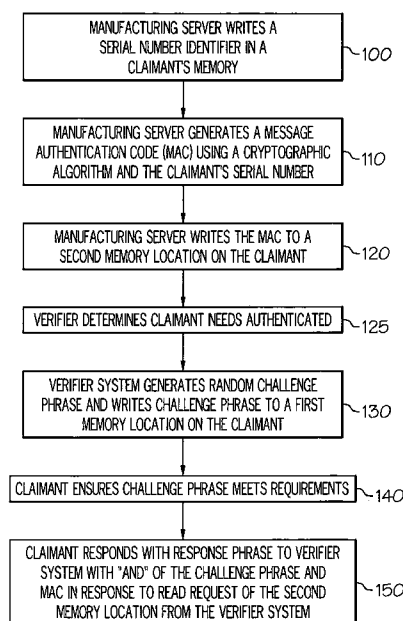 MANUFACTURING SERVER WRITES A
SERIAL NUMBER IDENTIFIER IN A
CLAIMANT'S MEMORY
100
MANUFACTURING SERVER GENERATES A MESSAGE
AUTHENTICATION CODE (MAC) USING A CRYPTOGRAPHIC
ALGORITHM AND THE CLAIMANT'S SERIAL NUMBER
110
MANUFACTURING SERVER WRITES THE MAC TO A
SECOND MEMORY LOCATION ON THE CLAIMANT
120
VERIFIER DETERMINES CLAIMANT NEEDS AUTHENTICATED
125
VERIFIER SYSTEM GENERATES RANDOM CHALLENGE
PHRASE AND WRITES CHALLENGE PHRASE TO A FIRST
MEMORY LOCATION ON THE CLAIMANT
130
CLAIMANT ENSURES CHALLENGE PHRASE MEETS REQUIREMENTS
140
CLAIMANT RESPONDS WITH RESPONSE PHRASE TO VERIFIER
SYSTEM WITH "AND" OF THE CHALLENGE PHRASE AND
MAC IN RESPONSE TO READ REQUEST OF THE SECOND
MEMORY LOCATION FROM THE VERIFIER SYSTEM
150